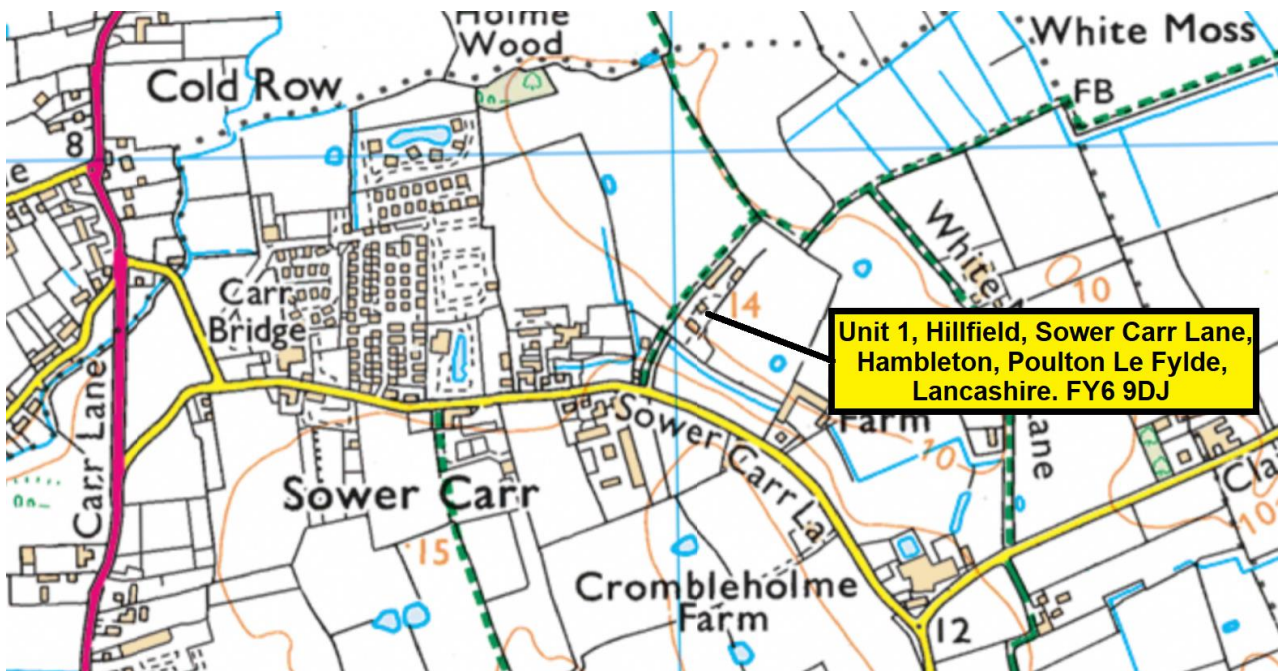 Holme
Wood
White Moss
Cold Row
FB
8
White
Carr
Bridge
14
10
Unit 1, Hillfield, Sower Carr Lane,
Hambleton, Poulton Le Fylde,
Lancashire. FY6 9DJ
Farm
Lane
10
10
Sower Carr La
Carr Lane
Sower Carr
15
Crombleholme
Farm
12